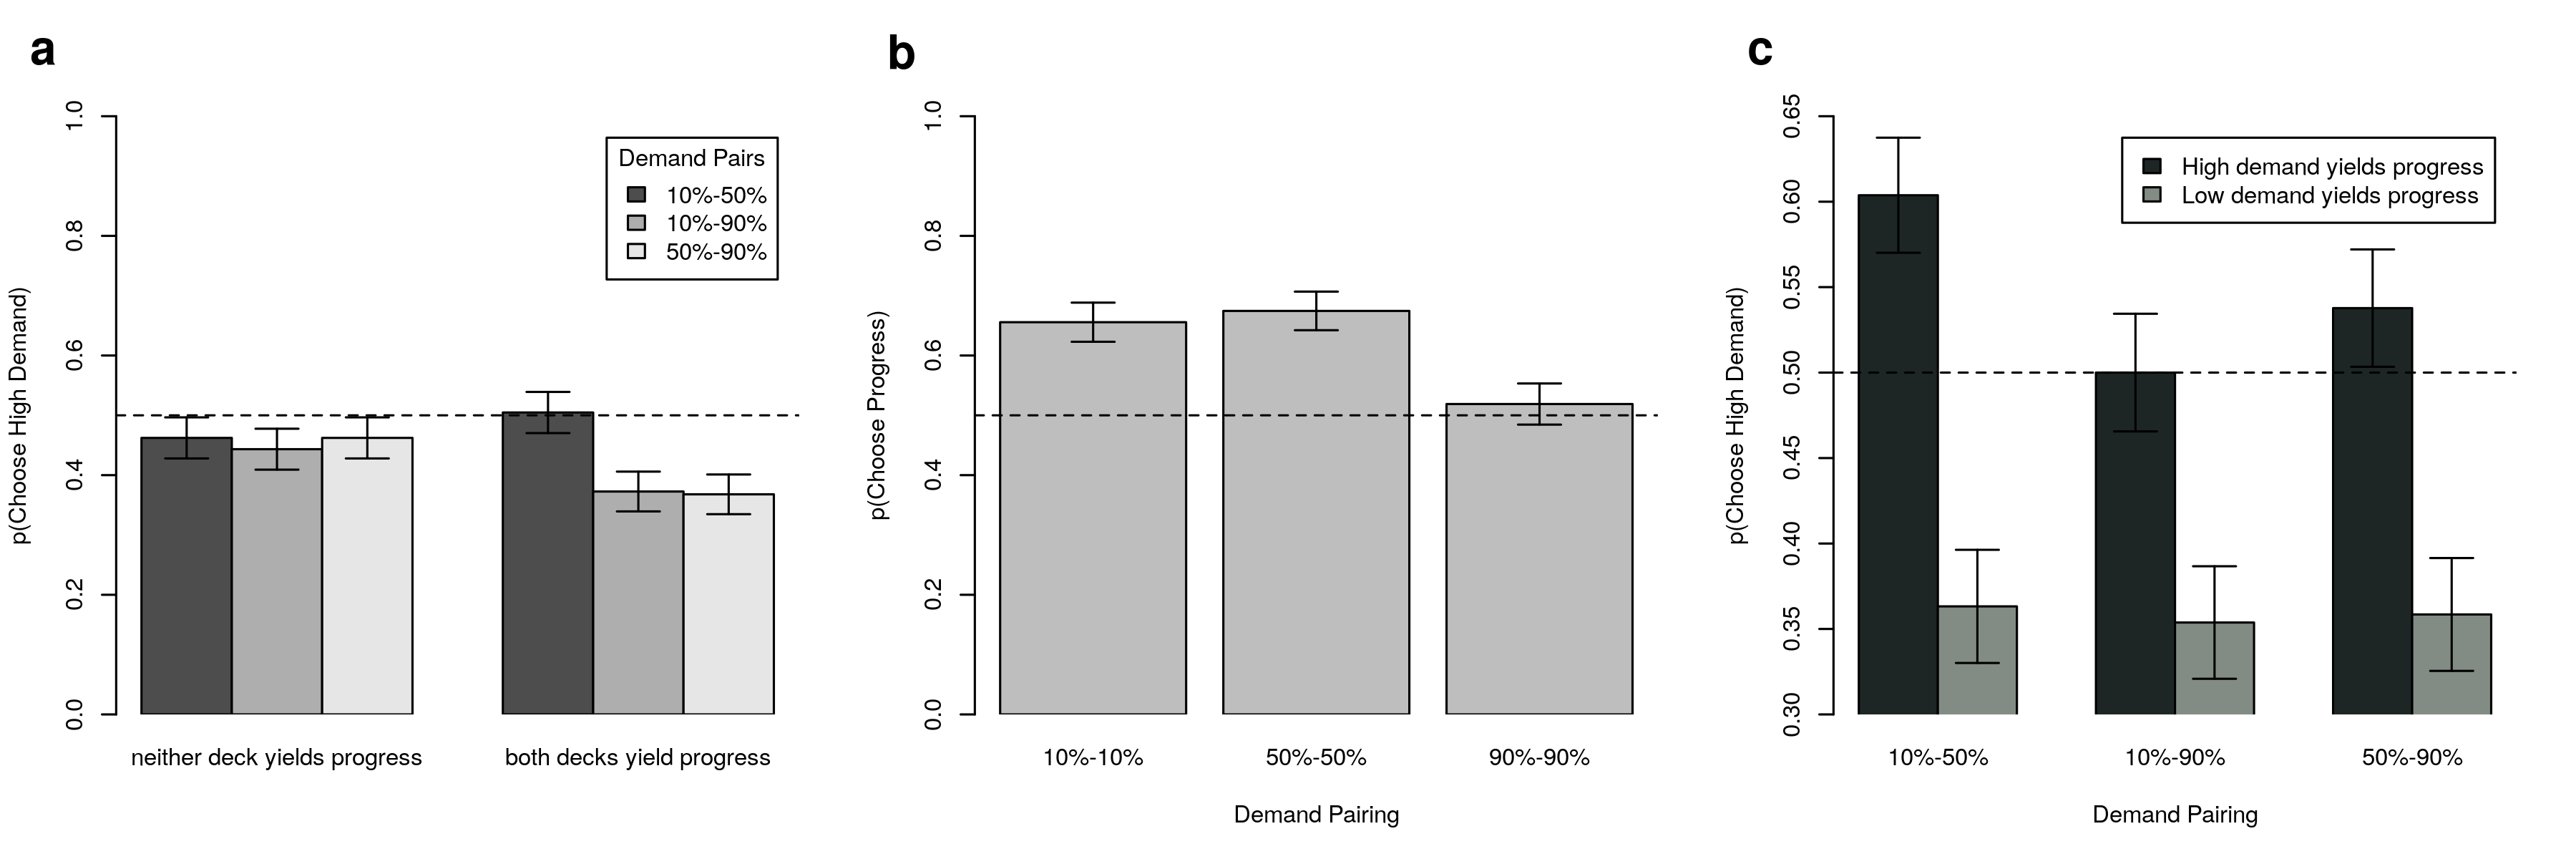 a
p(Choose High Demand)
1.0
0.8
0.6
0.4
0.2
0.0
Demand Pairs
10%-50%
10%-90%
50%-90%
neither deck yields progress
both decks yield progress
b
p(Choose Progress)
1.0
0.8
0.6
0.4
0.2
0.0
10%-10%
50%-50%
90%-90%
Demand Pairing
c
p(Choose High Demand)
0.65
0.60
0.55
0.50
0.45
0.40
0.35
0.30
High demand yields progress
Low demand yields progress
10%-50%
10%-90%
50%-90%
Demand Pairing